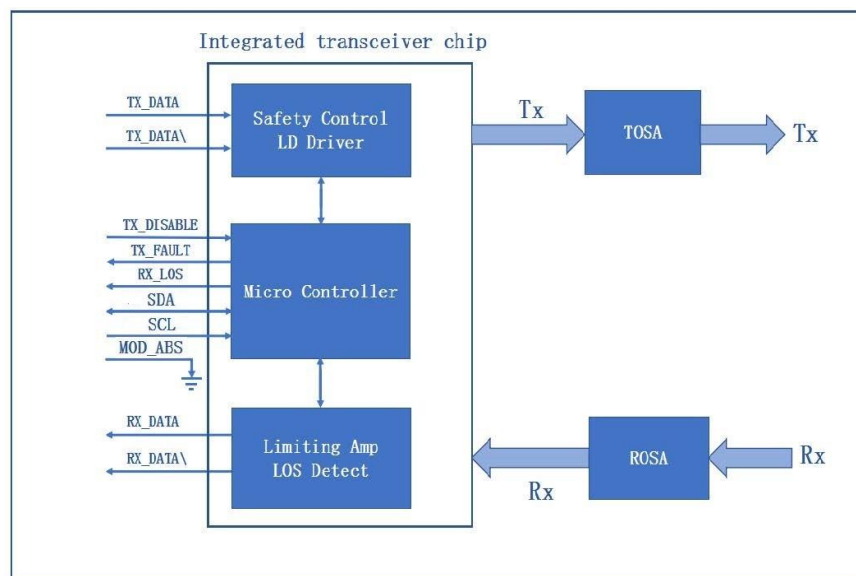 Integrated transceiver chip
TX_DATA
TX_DATA\
Safety Control
LD Driver
Tx
TOSA
Tx
TX_DISABLE
TX_FAULT
RX_LOS
SDA
SCL
MOD_ABS
Micro Controller
RX_DATA
RX_DATA\
Limiting Amp
LOS Detect
Rx
ROSA
Rx